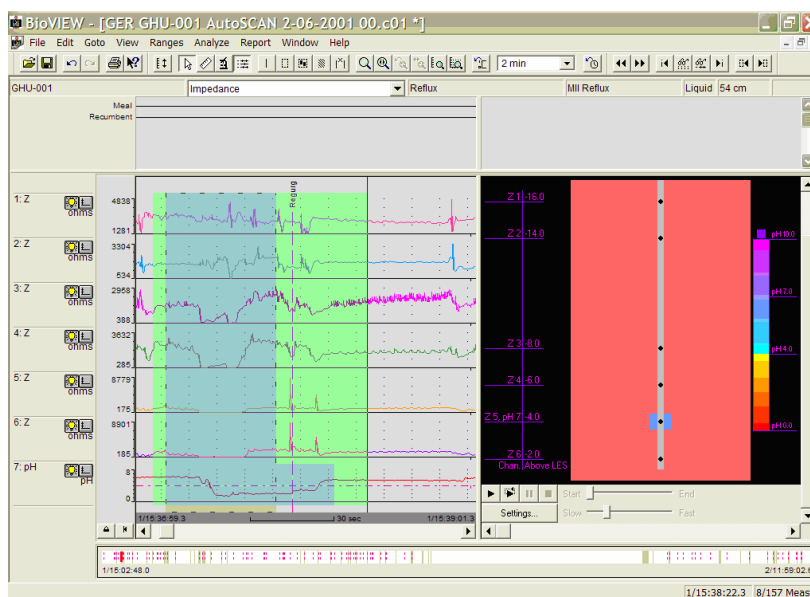 BioVIEW - [GER GHU-001 AutoSCAN 2-06-2001 00.c01 *]
File Edit Goto View Ranges Analyze Report Window Help
2 min
GHU-001 Impedance Reflux MII Reflux Liquid 54 cm
Meal
Recumbent
Regurg
1: Z ohms 4838 1281
2: Z ohms 3304 534
3: Z ohms 2958 388
4: Z ohms 3632 285
5: Z ohms 8779 175
6: Z ohms 8901 185
7: pH pH 8 0
1/15:36:59.3 30 sec 1/15:39:01.3
Z 1 -16.0
Z 2 -14.0
Z 3 -8.0
Z 4 -6.0
Z 5, pH 7 -4.0
Z 6 -2.0
Chan. Above LES
pH 10.0
pH 7.0
pH 4.0
pH 0.0
Start End
Settings... Slow Fast
1/15:02:48.0 2/11:59:02.6
1/15:38:22.3 8/157 Meas